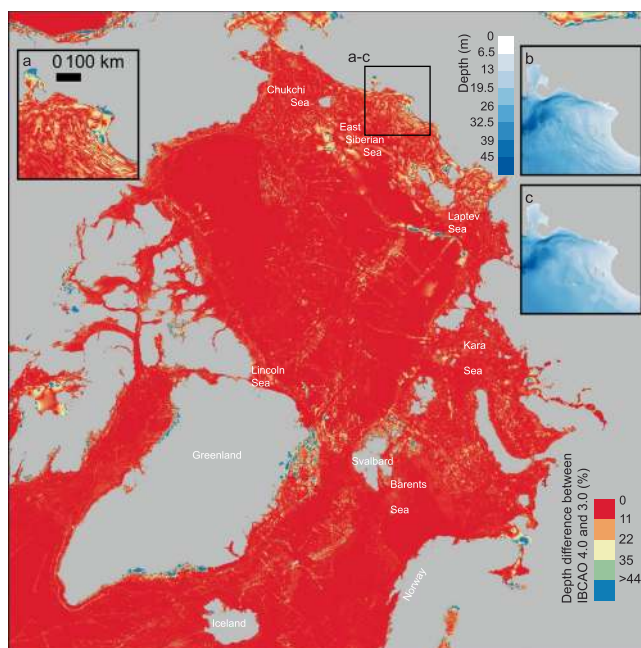 a
0 100 km
a-c
Depth (m)
0
6.5
13
19.5
26
32.5
39
45
b
c
Chukchi
Sea
East
Siberian
Sea
Laptev
Sea
Kara
Sea
Lincoln
Sea
Greenland
Svalbard
Barents
Sea
Norway
Iceland
Depth difference between
IBCAO 4.0 and 3.0 (%)
0
11
22
35
>44